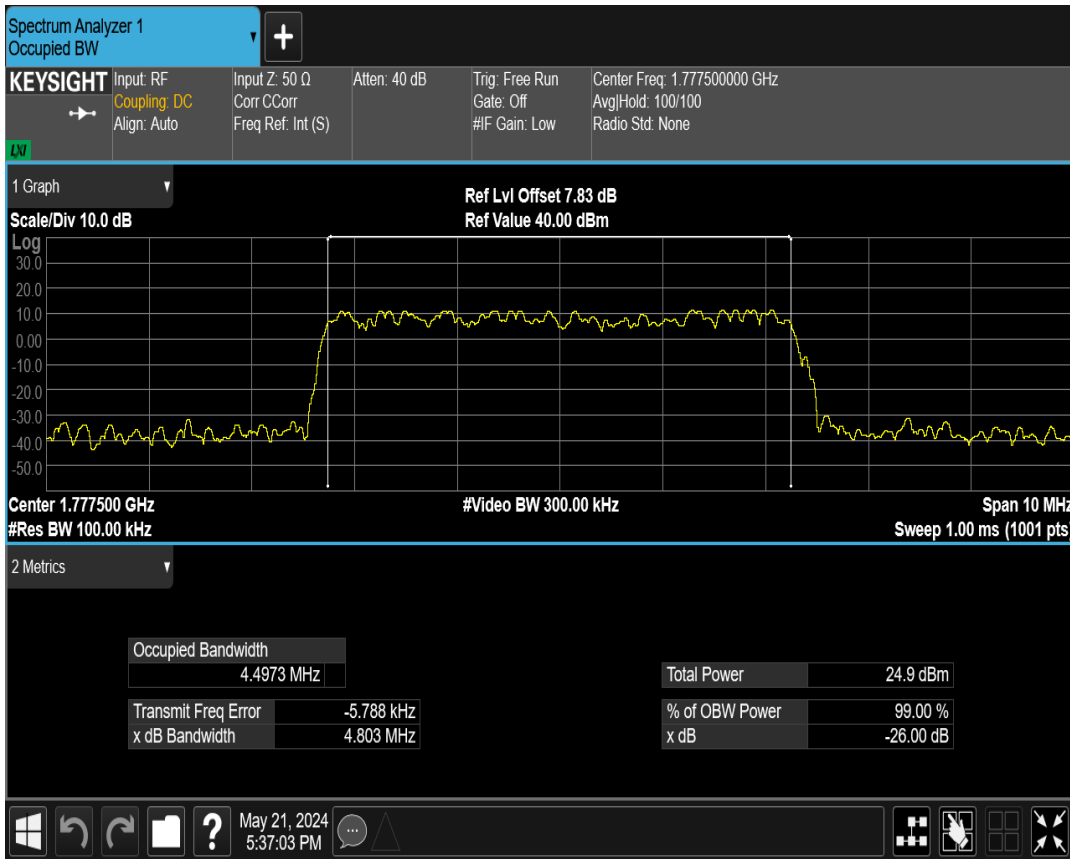 Spectrum Analyzer 1
Occupied BW
KEYSIGHT
LXI
Input: RF
Coupling: DC
Align: Auto
Input Z: 50 Ω
Corr CCorr
Freq Ref: Int (S)
Atten: 40 dB
Trig: Free Run
Gate: Off
#IF Gain: Low
Center Freq: 1.777500000 GHz
Avg|Hold: 100/100
Radio Std: None
1 Graph
Scale/Div 10.0 dB
Ref Lvl Offset 7.83 dB
Ref Value 40.00 dBm
Log
30.0
20.0
10.0
0.00
-10.0
-20.0
-30.0
-40.0
-50.0
Center 1.777500 GHz
#Video BW 300.00 kHz
Span 10 MHz
#Res BW 100.00 kHz
Sweep 1.00 ms (1001 pts)
2 Metrics
Occupied Bandwidth
4.4973 MHz
Total Power 24.9 dBm
Transmit Freq Error -5.788 kHz
% of OBW Power 99.00 %
x dB Bandwidth 4.803 MHz
x dB -26.00 dB
?
May 21, 2024
5:37:03 PM